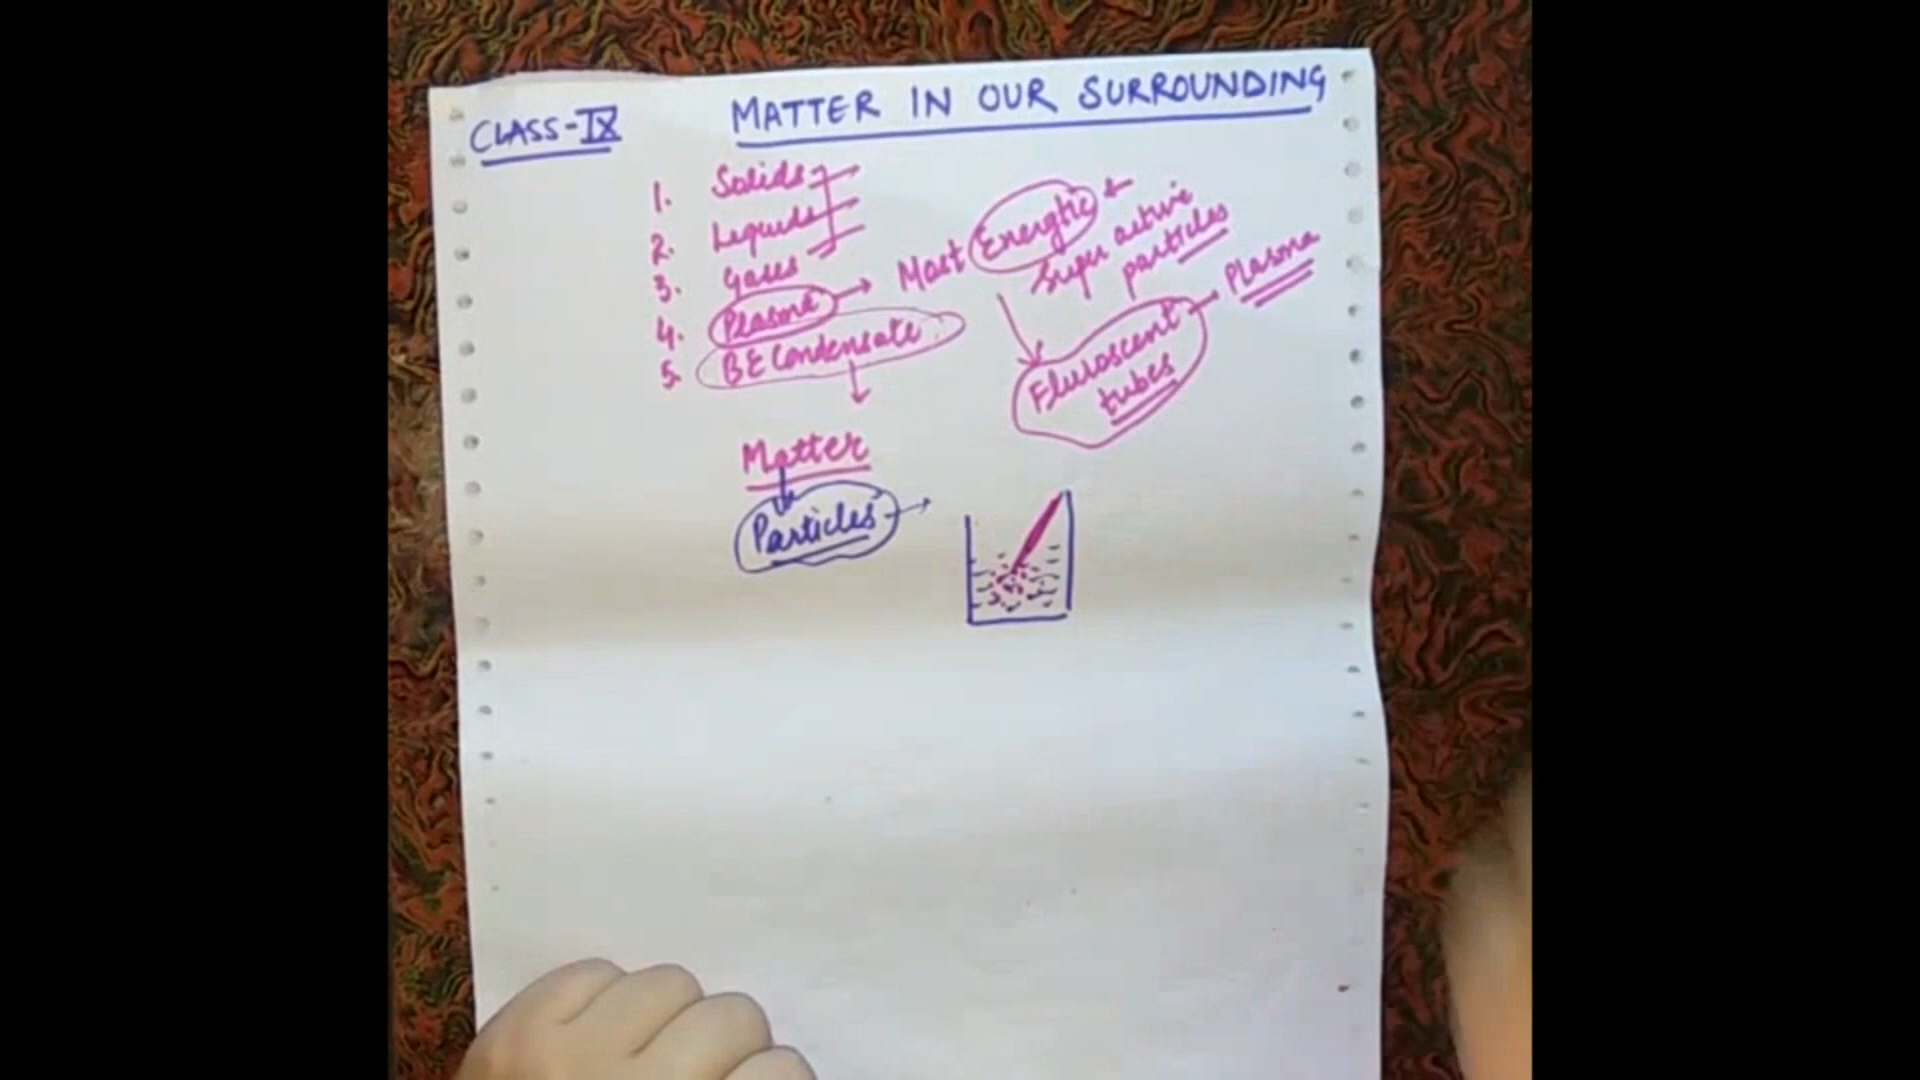 CLASS-IX
MATTER IN OUR SURROUNDING
1. Solids
2. Liquids
3. Gases
4. Plasma → Most Energtic
Super active
particles
5. BE Condensate
Fluroscent
tubes
Plasma
Matter
Particles